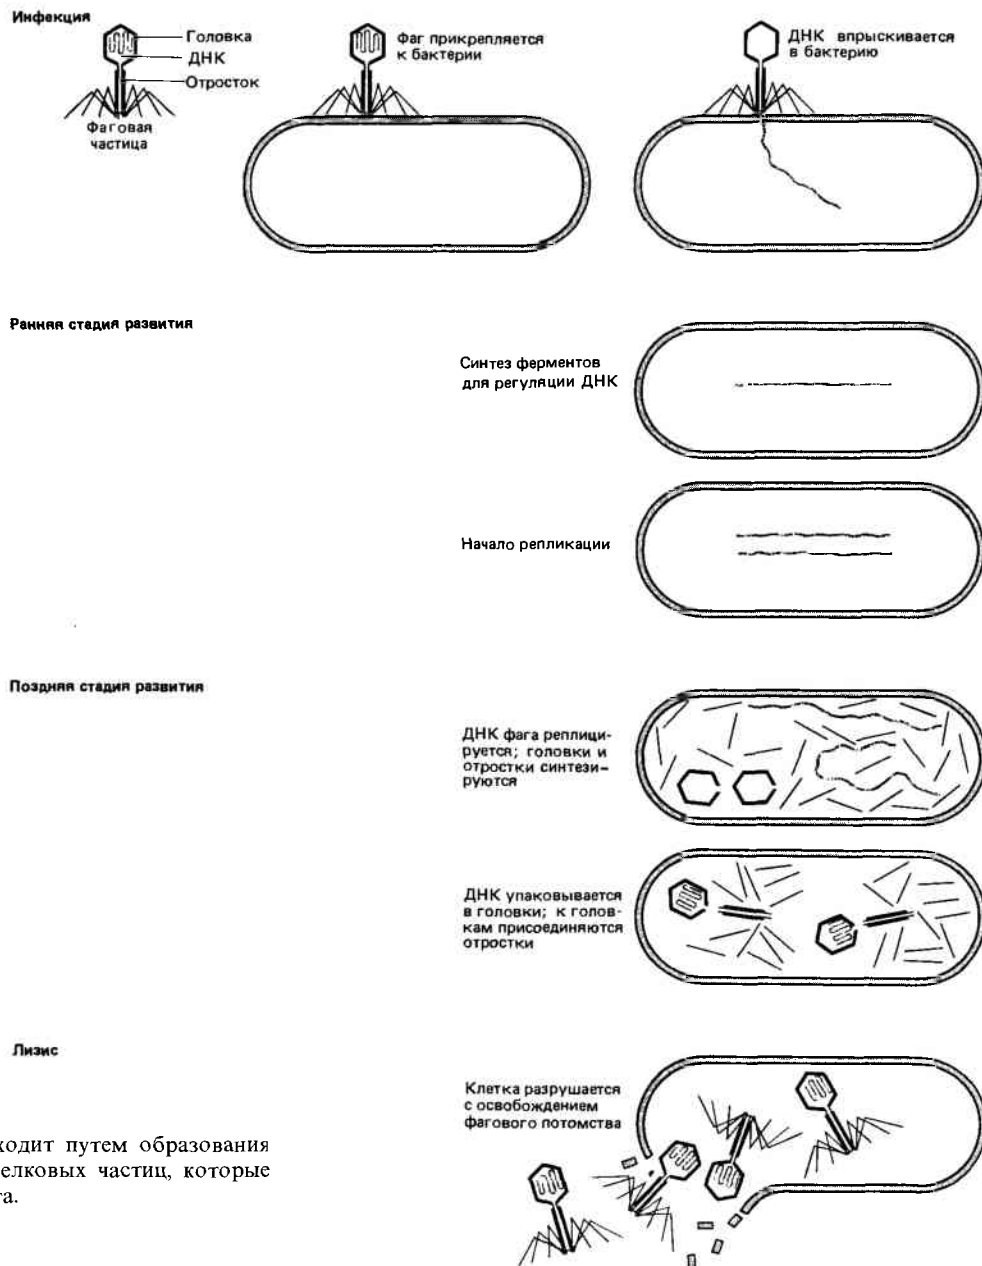 Инфекция
Головка
ДНК
Отросток
Фаговая
частица
Фаг прикрепляется
к бактерии
ДНК впрыскивается
в бактерию
Ранняя стадия развития
Синтез ферментов
для регуляции ДНК
Начало репликации
Поздняя стадия развития
ДНК фага реплици-
руется; головки и
отростки синтези-
руются
ДНК упаковывается
в головки; к голов-
кам присоединяются
отростки
Лизис
Клетка разрушается
с освобождением
фагового потомства
ходит путем образования
елковых частиц, которые
та.